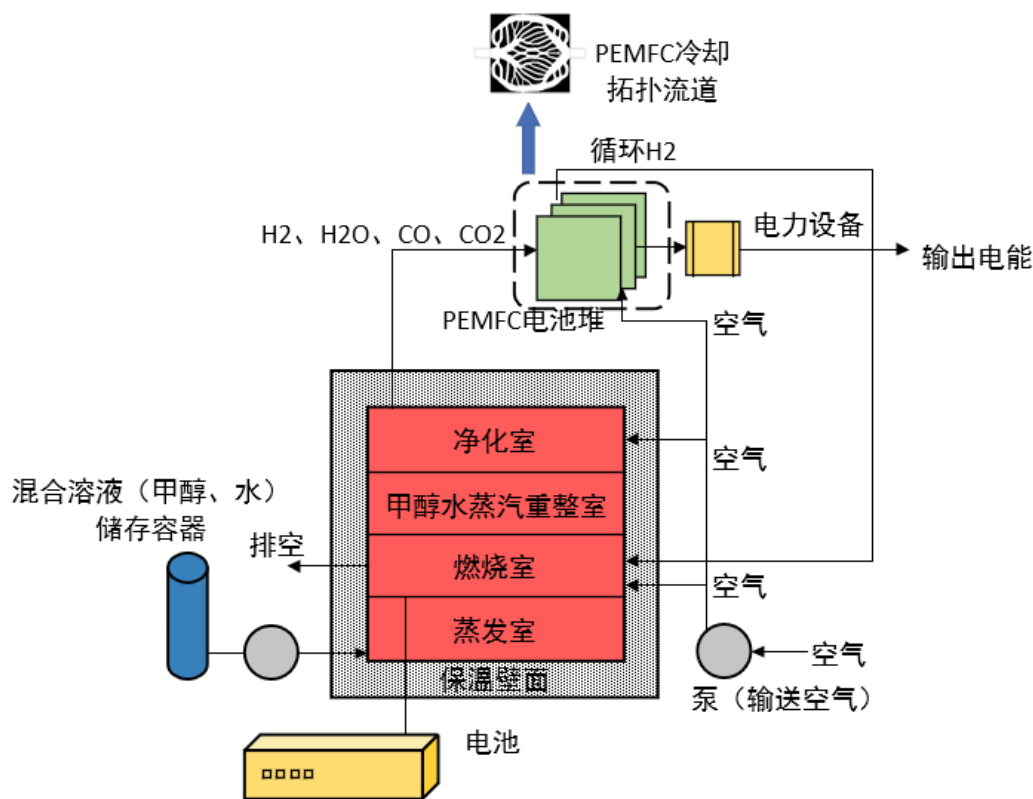 PEMFC冷却
拓扑流道
循环H2
H2、H2O、CO、CO2
电力设备
输出电能
PEMFC电池堆
空气
净化室
空气
混合溶液（甲醇、水）
储存容器
甲醇水蒸汽重整室
排空
燃烧室
空气
蒸发室
空气
保温壁面
泵（输送空气）
电池